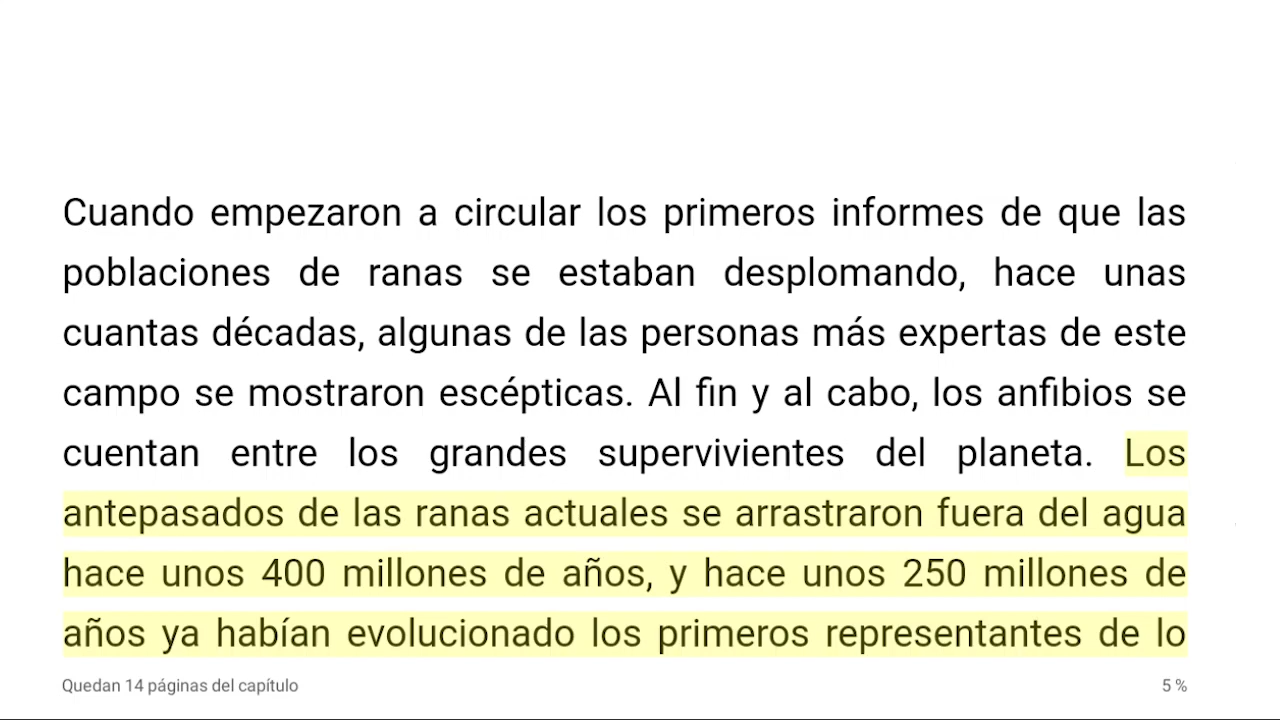 Cuando empezaron a circular los primeros informes de que las
poblaciones de ranas se estaban desplomando, hace unas
cuantas décadas, algunas de las personas más expertas de este
campo se mostraron escépticas. Al fin y al cabo, los anfibios se
cuentan entre los grandes supervivientes del planeta. Los
antepasados de las ranas actuales se arrastraron fuera del agua
hace unos 400 millones de años, y hace unos 250 millones de
años ya habían evolucionado los primeros representantes de lo
Quedan 14 páginas del capítulo
5 %